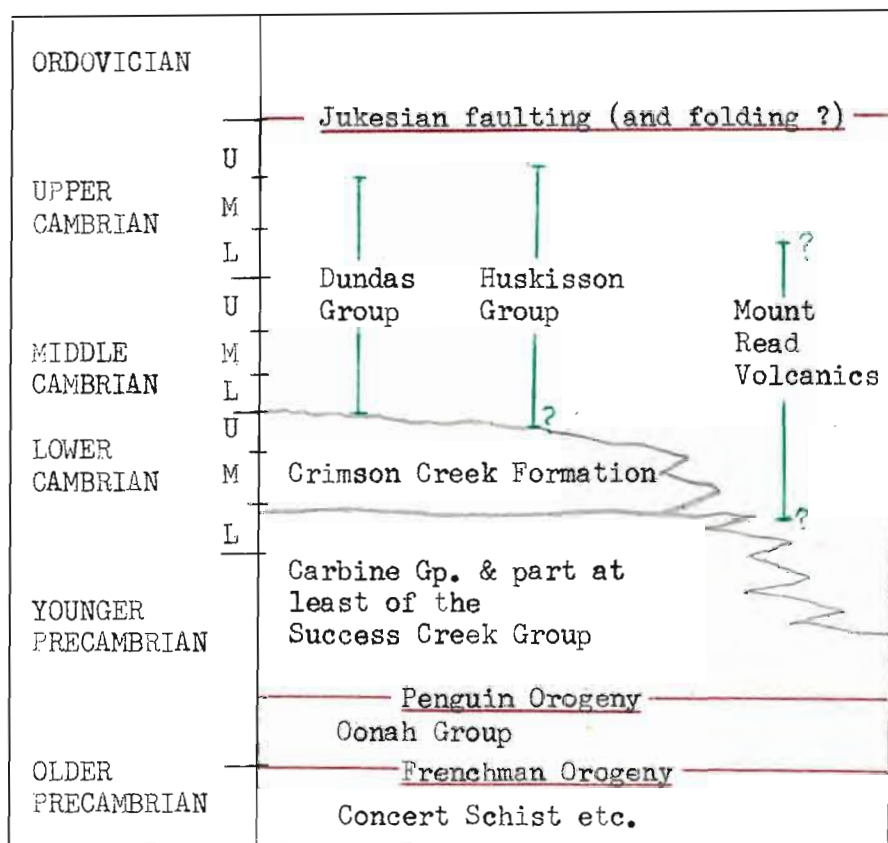 ORDOVICIAN
Jukesian faulting (and folding ?)
U
UPPER
CAMBRIAN
M
L
Dundas
Group
Huskisson
Group
?
Mount
Read
Volcanics
U
MIDDLE
CAMBRIAN
M
L
?
U
LOWER
CAMBRIAN
M
Crimson Creek Formation
?
L
Carbine Gp. & part at
least of the
Success Creek Group
YOUNGER
PRECAMBRIAN
Penguin Orogeny
Oonah Group
Frenchman Orogeny
OLDER
PRECAMBRIAN
Concert Schist etc.